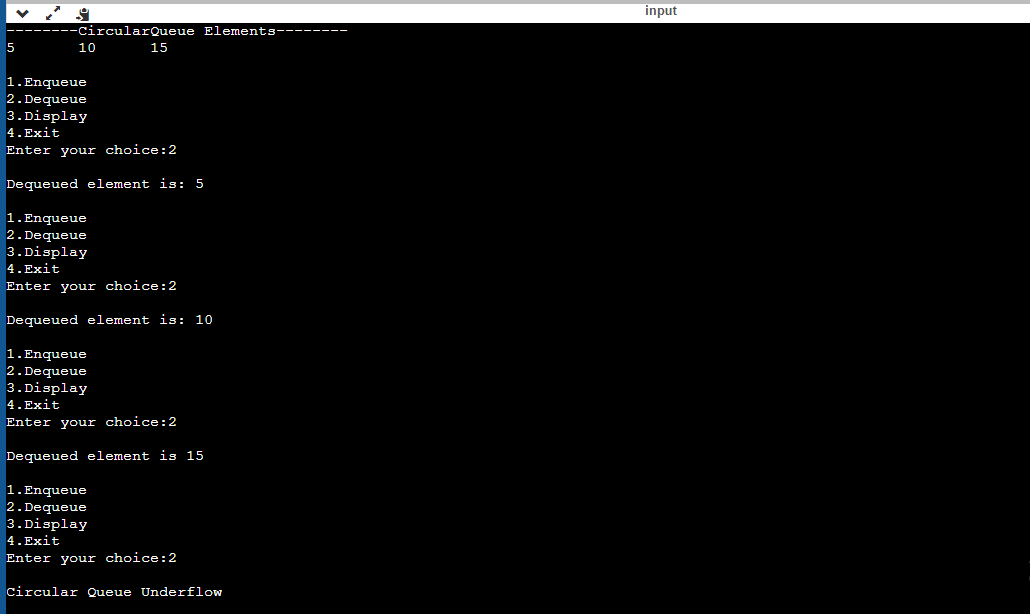 input
--------CircularQueue Elements--------
5 10 15
1.Enqueue
2.Dequeue
3.Display
4.Exit
Enter your choice:2
Dequeued element is: 5
1.Enqueue
2.Dequeue
3.Display
4.Exit
Enter your choice:2
Dequeued element is: 10
1.Enqueue
2.Dequeue
3.Display
4.Exit
Enter your choice:2
Dequeued element is 15
1.Enqueue
2.Dequeue
3.Display
4.Exit
Enter your choice:2
Circular Queue Underflow